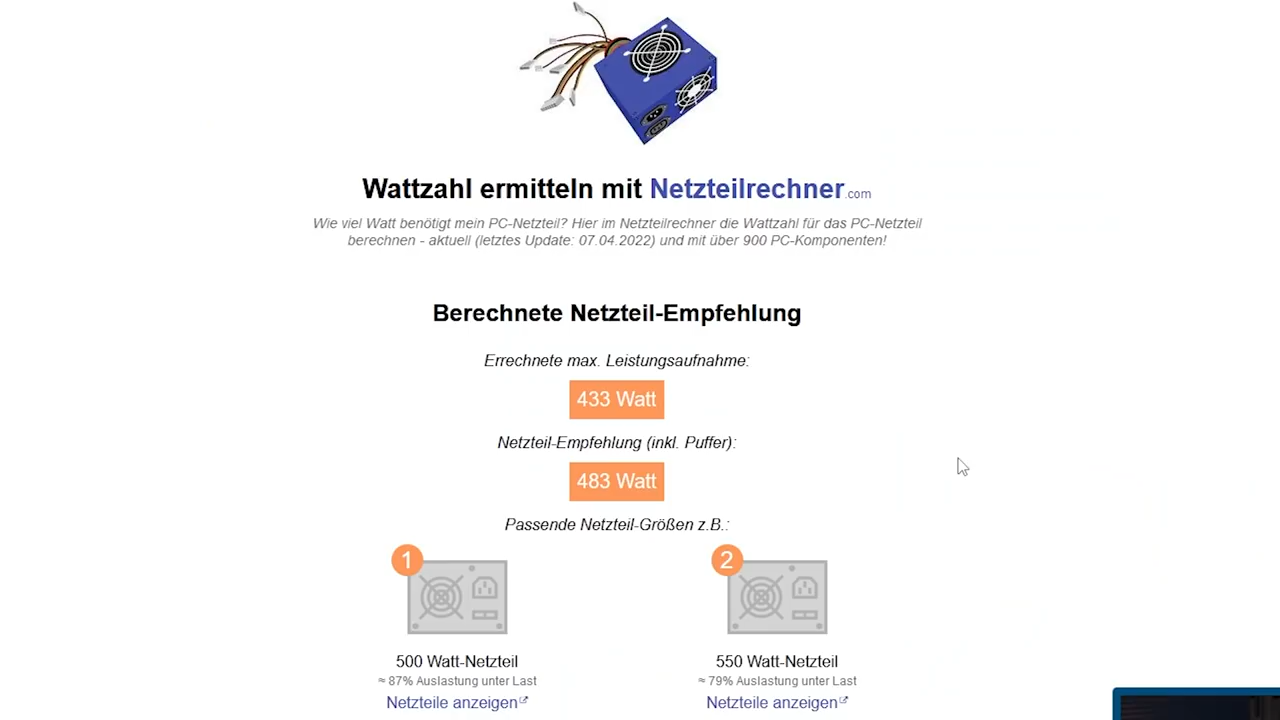 Wattzahl ermitteln mit Netzteilrechner.com
Wie viel Watt benötigt mein PC-Netzteil? Hier im Netzteilrechner die Wattzahl für das PC-Netzteil
berechnen - aktuell (letztes Update: 07.04.2022) und mit über 900 PC-Komponenten!
Berechnete Netzteil-Empfehlung
Errechnete max. Leistungsaufnahme:
433 Watt
Netzteil-Empfehlung (inkl. Puffer):
483 Watt
Passende Netzteil-Größen z.B.:
1
500 Watt-Netzteil
≈ 87% Auslastung unter Last
Netzteile anzeigen
2
550 Watt-Netzteil
≈ 79% Auslastung unter Last
Netzteile anzeigen